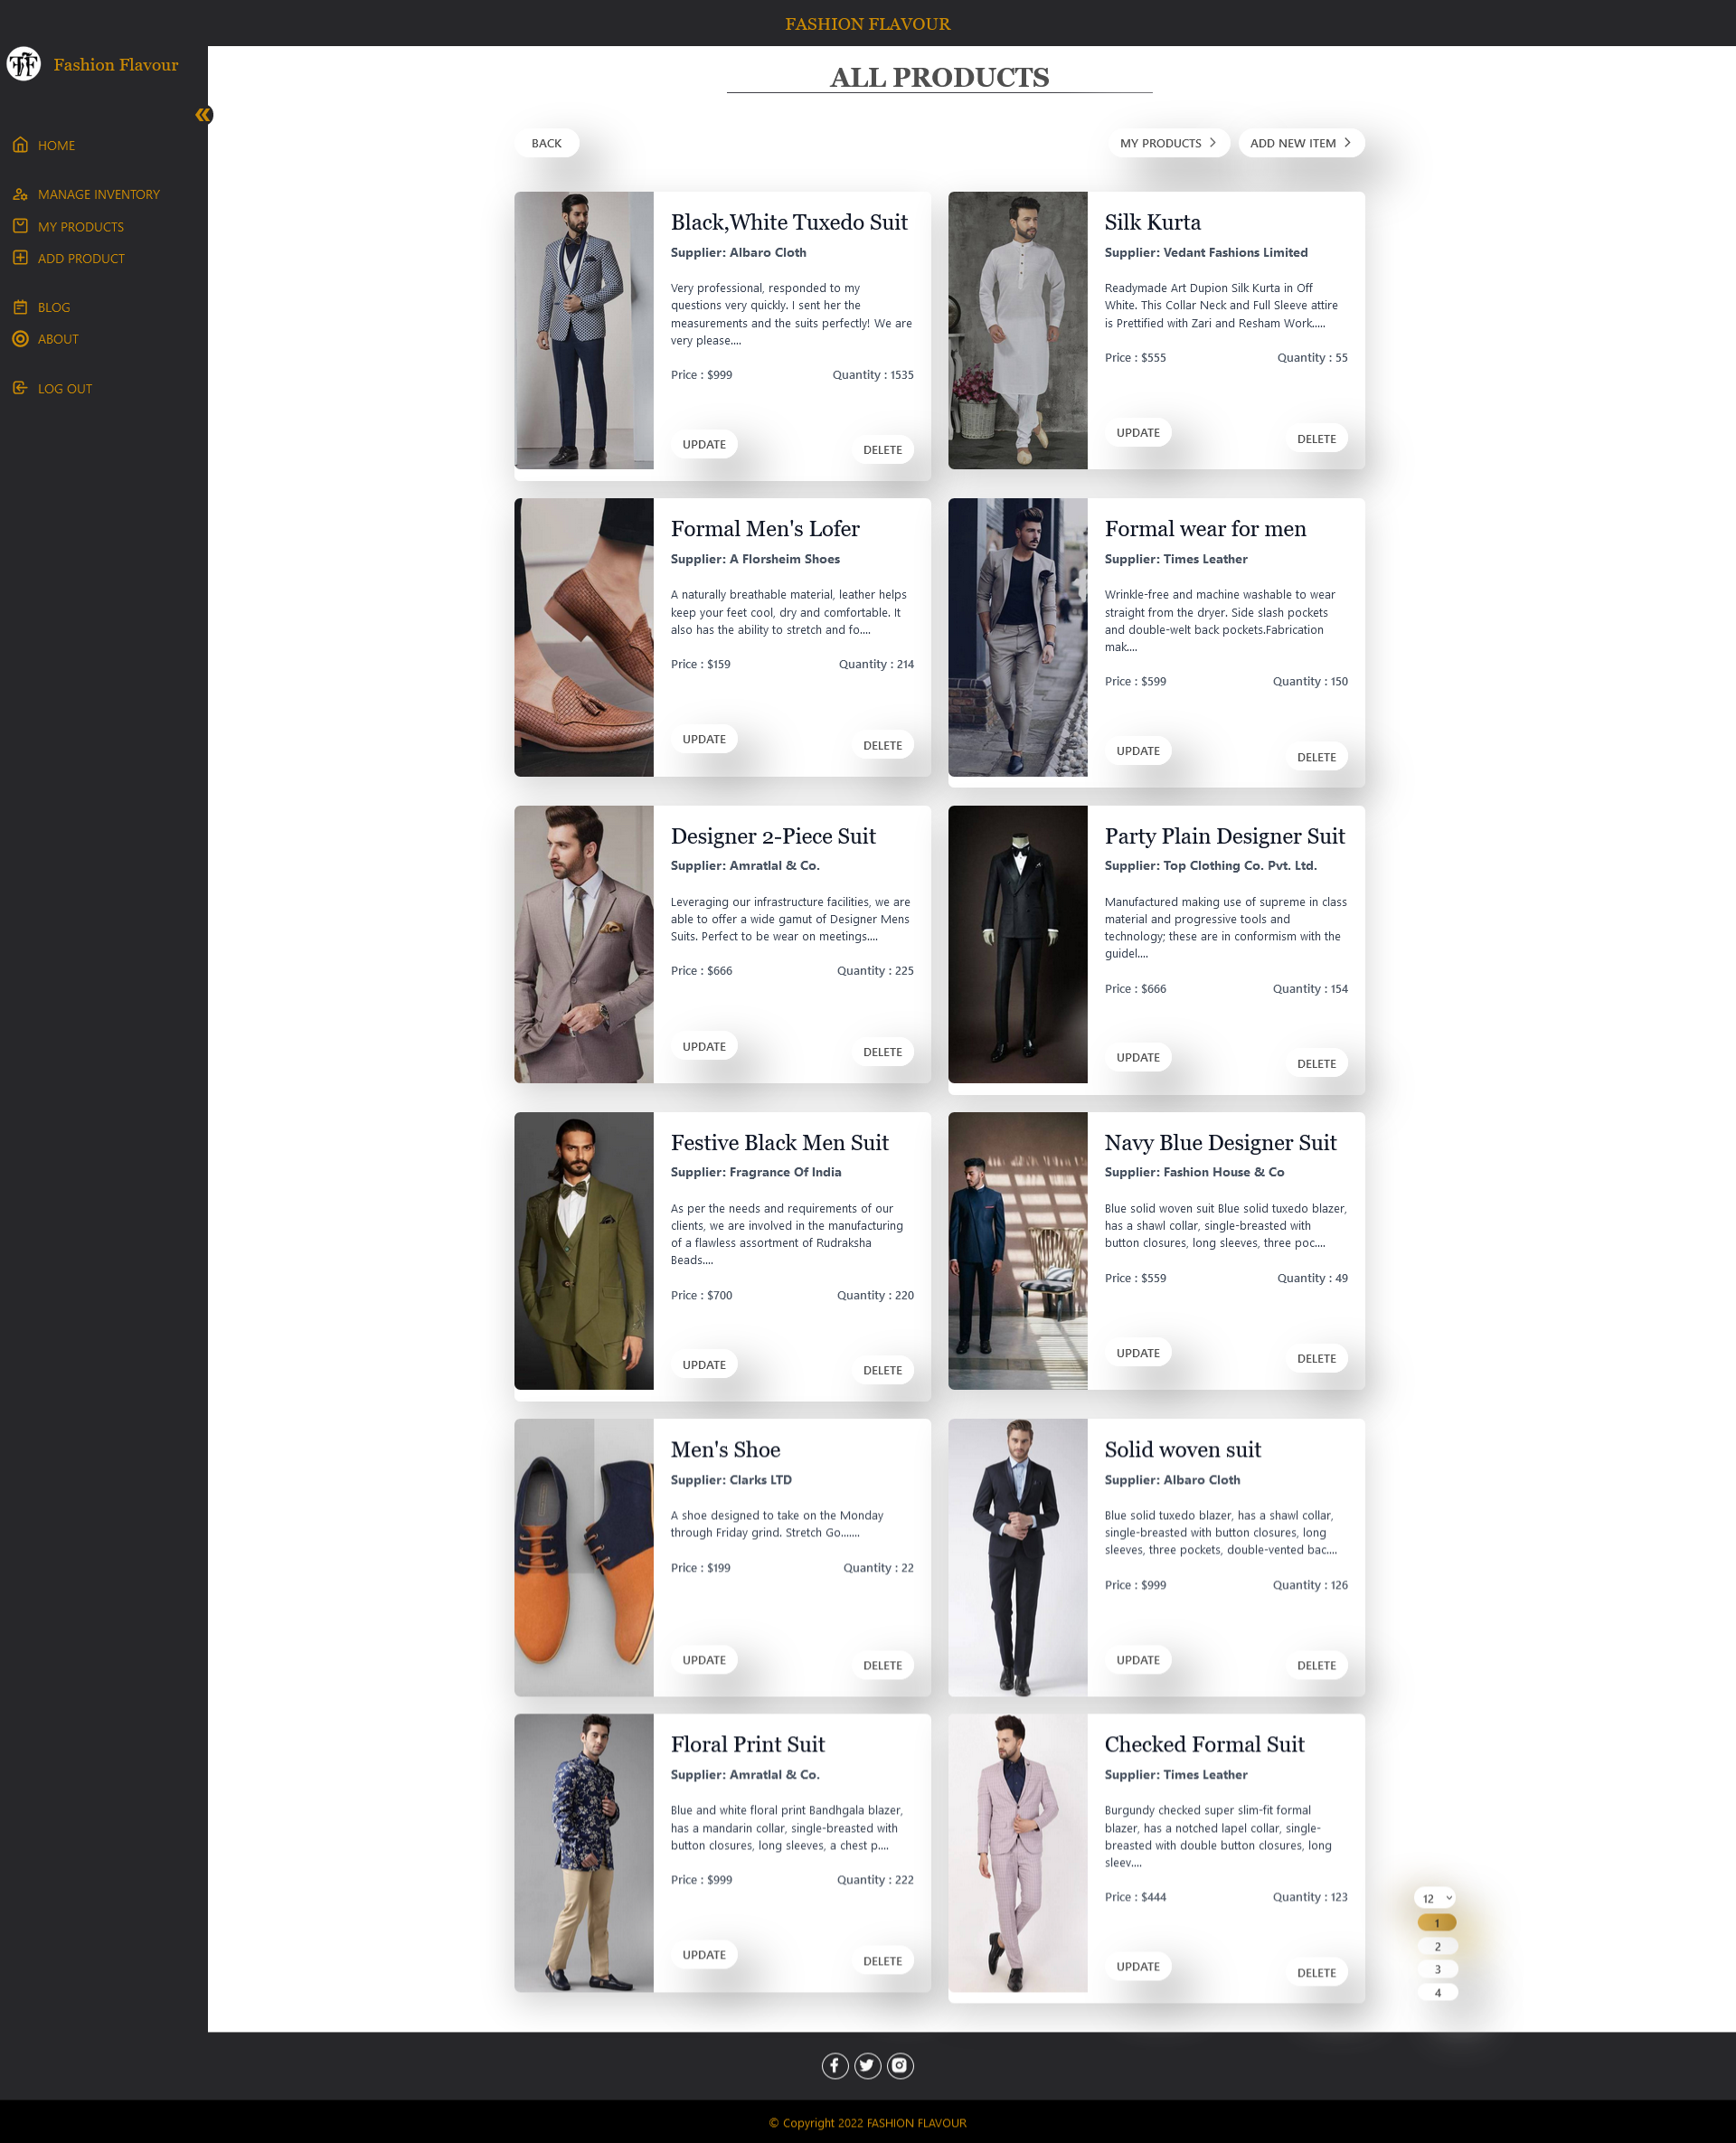 FASHION FLAVOUR
Fashion Flavour
HOME
MANAGE INVENTORY
MY PRODUCTS
ADD PRODUCT
BLOG
ABOUT
LOG OUT
ALL PRODUCTS
BACK
MY PRODUCTS
ADD NEW ITEM
Black,White Tuxedo Suit
Supplier: Albaro Cloth
Very professional, responded to my
questions very quickly. I sent her the
measurements and the suits perfectly! We are
very please....
Price : $999
Quantity : 1535
UPDATE
DELETE
Silk Kurta
Supplier: Vedant Fashions Limited
Readymade Art Dupion Silk Kurta in Off
White. This Collar Neck and Full Sleeve attire
is Prettified with Zari and Resham Work.....
Price : $555
Quantity : 55
UPDATE
DELETE
Formal Men's Lofer
Supplier: A Florsheim Shoes
A naturally breathable material, leather helps
keep your feet cool, dry and comfortable. It
also has the ability to stretch and fo....
Price : $159
Quantity : 214
UPDATE
DELETE
Formal wear for men
Supplier: Times Leather
Wrinkle-free and machine washable to wear
straight from the dryer. Side slash pockets
and double-welt back pockets.Fabrication
mak....
Price : $599
Quantity : 150
UPDATE
DELETE
Designer 2-Piece Suit
Supplier: Amratlal & Co.
Leveraging our infrastructure facilities, we are
able to offer a wide gamut of Designer Mens
Suits. Perfect to be wear on meetings....
Price : $666
Quantity : 225
UPDATE
DELETE
Party Plain Designer Suit
Supplier: Top Clothing Co. Pvt. Ltd.
Manufactured making use of supreme in class
material and progressive tools and
technology; these are in conformism with the
guidel....
Price : $666
Quantity : 154
UPDATE
DELETE
Festive Black Men Suit
Supplier: Fragrance Of India
As per the needs and requirements of our
clients, we are involved in the manufacturing
of a flawless assortment of Rudraksha
Beads....
Price : $700
Quantity : 220
UPDATE
DELETE
Navy Blue Designer Suit
Supplier: Fashion House & Co
Blue solid woven suit Blue solid tuxedo blazer,
has a shawl collar, single-breasted with
button closures, long sleeves, three poc....
Price : $559
Quantity : 49
UPDATE
DELETE
Men's Shoe
Supplier: Clarks LTD
A shoe designed to take on the Monday
through Friday grind. Stretch Go.......
Price : $199
Quantity : 22
UPDATE
DELETE
Solid woven suit
Supplier: Albaro Cloth
Blue solid tuxedo blazer, has a shawl collar,
single-breasted with button closures, long
sleeves, three pockets, double-vented bac....
Price : $999
Quantity : 126
UPDATE
DELETE
Floral Print Suit
Supplier: Amratlal & Co.
Blue and white floral print Bandhgala blazer,
has a mandarin collar, single-breasted with
button closures, long sleeves, a chest p....
Price : $999
Quantity : 222
UPDATE
DELETE
Checked Formal Suit
Supplier: Times Leather
Burgundy checked super slim-fit formal
blazer, has a notched lapel collar, single-
breasted with double button closures, long
sleev....
Price : $444
Quantity : 123
UPDATE
DELETE
12
1
2
3
4
© Copyright 2022 FASHION FLAVOUR